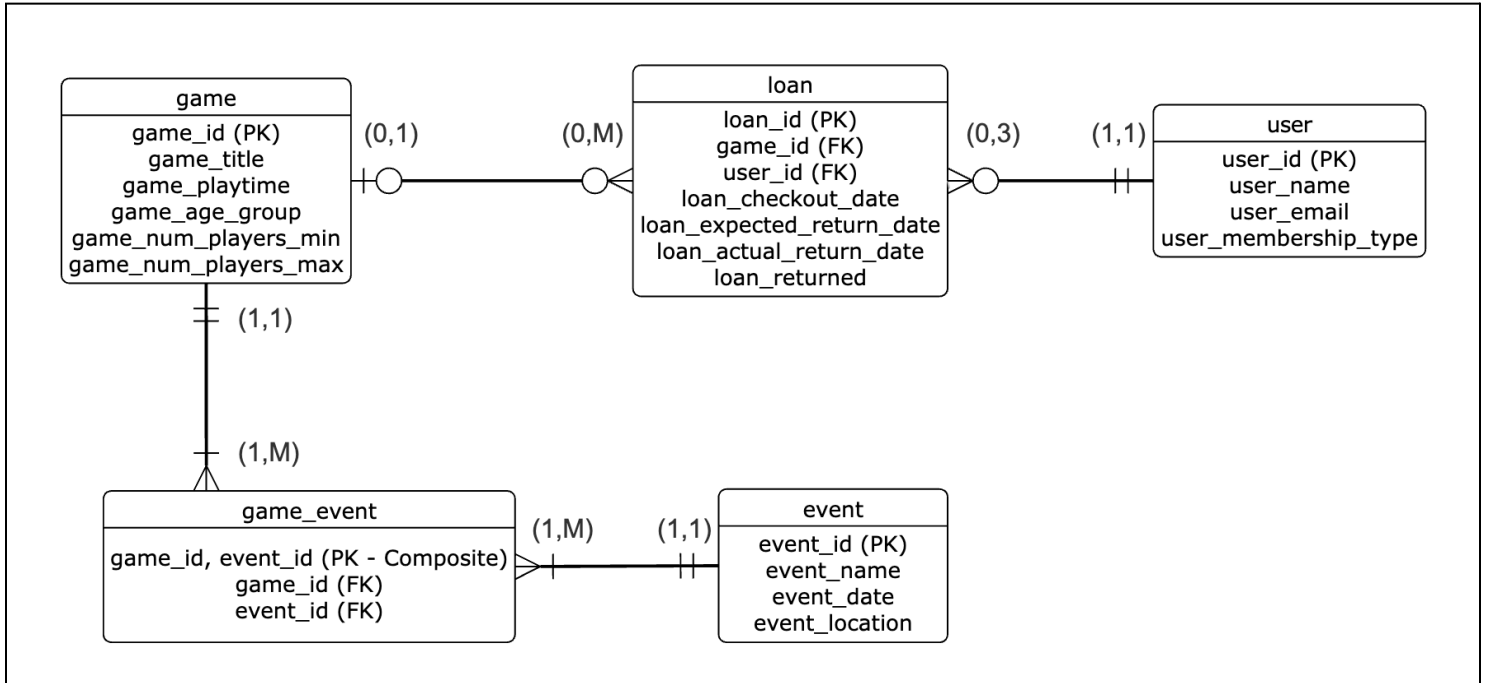 game
game_id (PK)
game_title
game_playtime
game_age_group
game_num_players_min
game_num_players_max
(0,1)
(0,M)
loan
loan_id (PK)
game_id (FK)
user_id (FK)
loan_checkout_date
loan_expected_return_date
loan_actual_return_date
loan_returned
(0,3)
(1,1)
user
user_id (PK)
user_name
user_email
user_membership_type
(1,1)
(1,M)
game_event
game_id, event_id (PK - Composite)
game_id (FK)
event_id (FK)
(1,M)
(1,1)
event
event_id (PK)
event_name
event_date
event_location